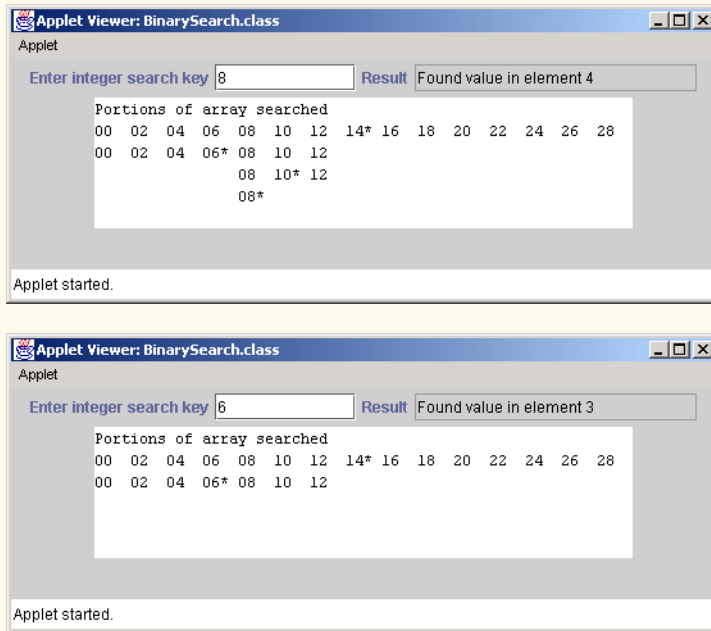 Applet Viewer: BinarySearch.class
Applet
Enter integer search key 8 Result Found value in element 4
Portions of array searched
00 02 04 06 08 10 12 14* 16 18 20 22 24 26 28
00 02 04 06* 08 10 12
08 10* 12
08*
Applet started.
Applet Viewer: BinarySearch.class
Applet
Enter integer search key 6 Result Found value in element 3
Portions of array searched
00 02 04 06 08 10 12 14* 16 18 20 22 24 26 28
00 02 04 06* 08 10 12
Applet started.